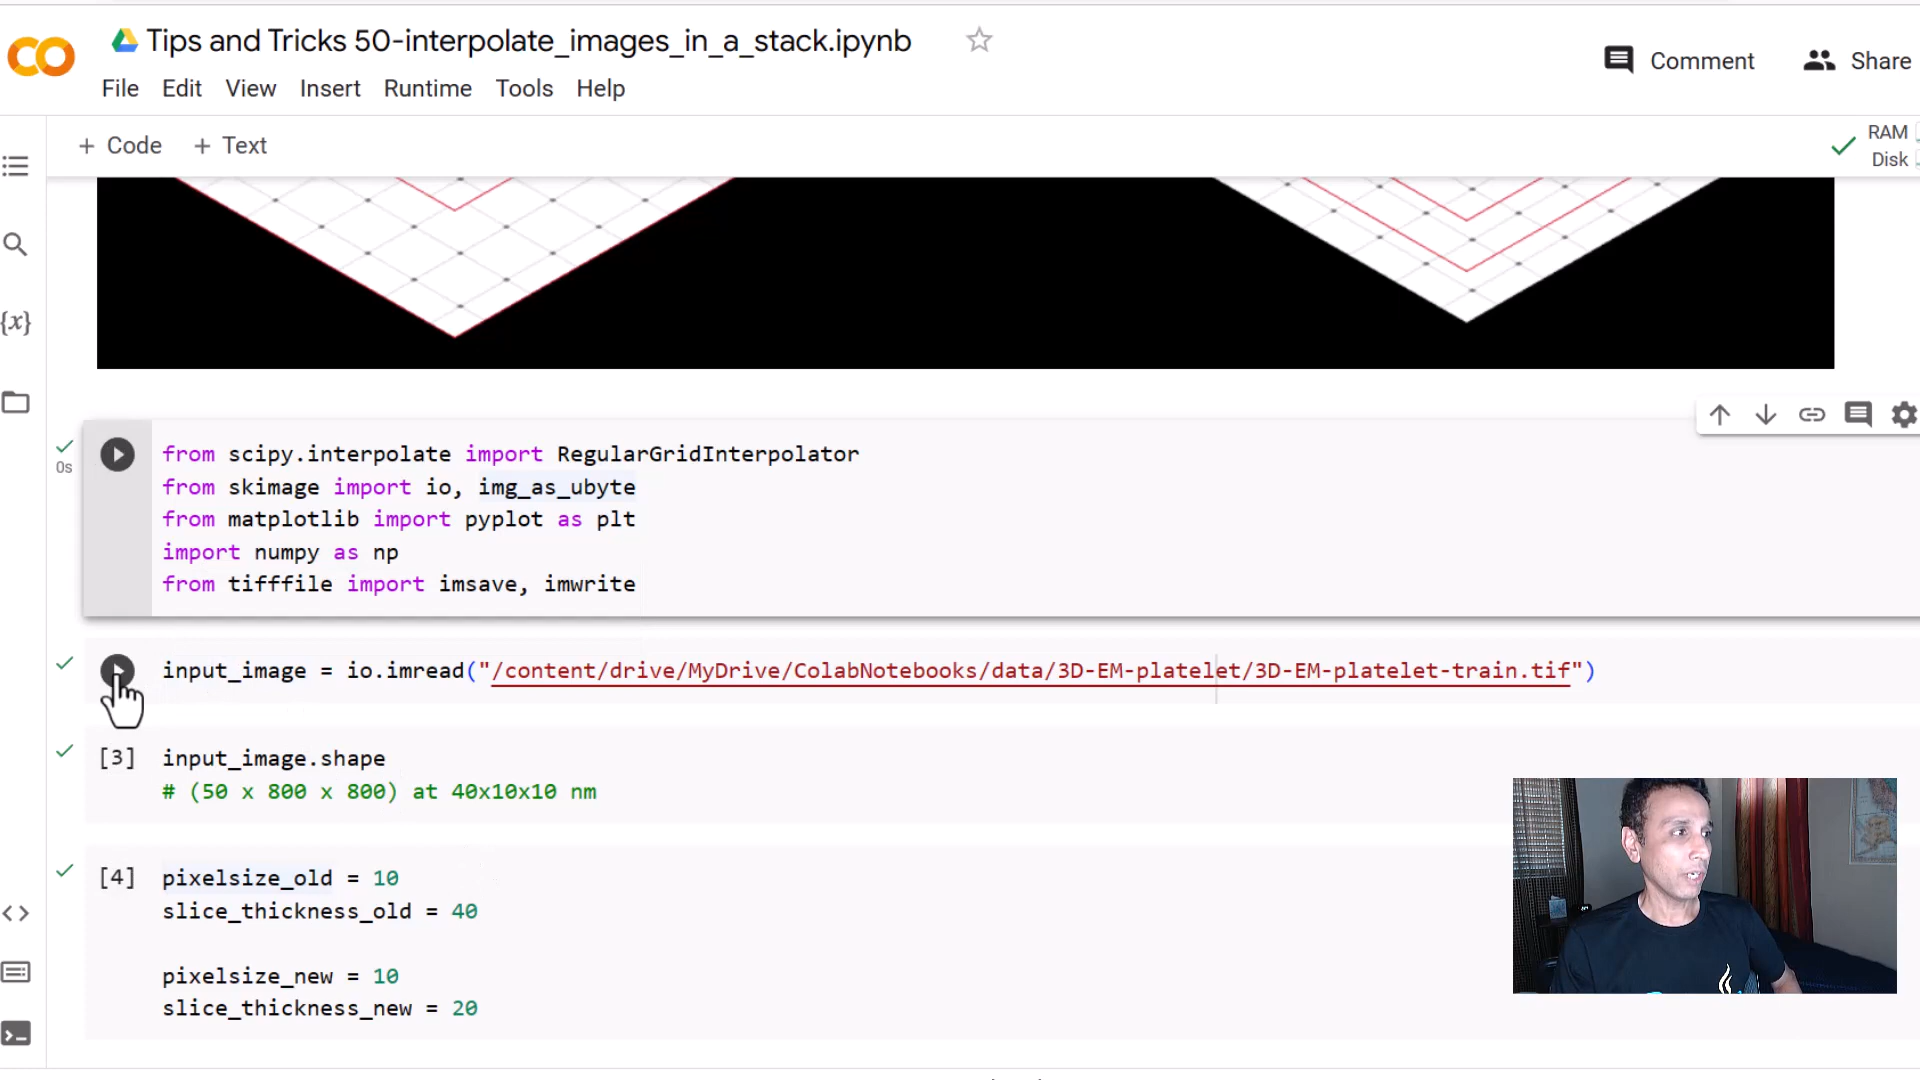 Tips and Tricks 50-interpolate_images_in_a_stack.ipynb
Comment
Share
File Edit View Insert Runtime Tools Help
+ Code + Text
RAM
Disk
0s
from scipy.interpolate import RegularGridInterpolator
from skimage import io, img_as_ubyte
from matplotlib import pyplot as plt
import numpy as np
from tifffile import imsave, imwrite
input_image = io.imread("/content/drive/MyDrive/ColabNotebooks/data/3D-EM-platelet/3D-EM-platelet-train.tif")
[3] input_image.shape
# (50 x 800 x 800) at 40x10x10 nm
[4] pixelsize_old = 10
slice_thickness_old = 40
pixelsize_new = 10
slice_thickness_new = 20